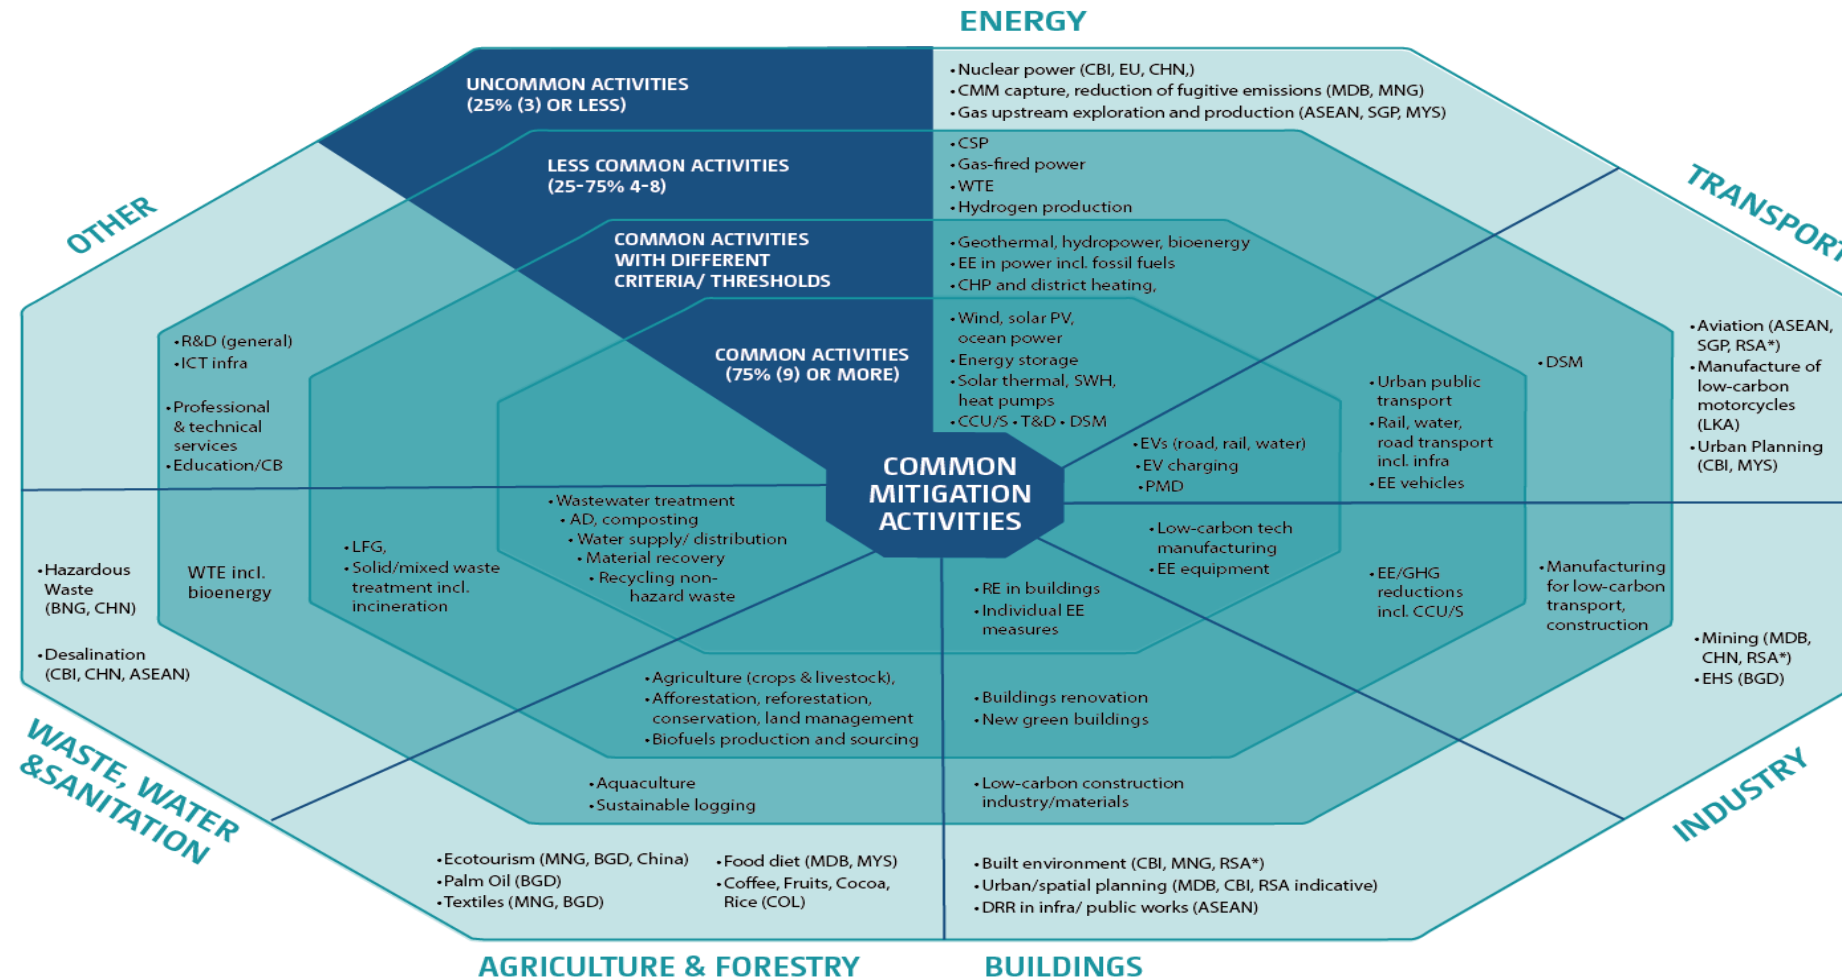 ENERGY
UNCOMMON ACTIVITIES
(25% (3) OR LESS)
•Nuclear power (CBI, EU, CHN,)
•CMM capture, reduction of fugitive emissions (MDB, MNG)
•Gas upstream exploration and production (ASEAN, SGP, MYS)
LESS COMMON ACTIVITIES
(25-75% 4-8)
•CSP
•Gas-fired power
•WTE
•Hydrogen production
COMMON ACTIVITIES
WITH DIFFERENT
CRITERIA/ THRESHOLDS
•Geothermal, hydropower, bioenergy
•EE in power incl. fossil fuels
•CHP and district heating,
COMMON ACTIVITIES
(75% (9) OR MORE)
•Wind, solar PV,
ocean power
•Energy storage
•Solar thermal, SWH,
heat pumps
•CCU/S •T&D •DSM
TRANSPORT
•EVs (road, rail, water)
•EV charging
•PMD
•Urban public
transport
•Rail, water,
road transport
incl. infra
•EE vehicles
•DSM
•Aviation (ASEAN,
SGP, RSA*)
•Manufacture of
low-carbon
motorcycles
(LKA)
•Urban Planning
(CBI, MYS)
OTHER
•R&D (general)
•ICT infra
•Professional
& technical
services
•Education/CB
COMMON
MITIGATION
ACTIVITIES
•Wastewater treatment
•AD, composting
•Water supply/ distribution
•Material recovery
•Recycling non-
hazard waste
•LFG,
•Solid/mixed waste
treatment incl.
incineration
WTE incl.
bioenergy
•Hazardous
Waste
(BNG, CHN)
•Desalination
(CBI, CHN, ASEAN)
WASTE, WATER
&SANITATION
•Low-carbon tech
manufacturing
•EE equipment
•EE/GHG
reductions
incl. CCU/S
•Manufacturing
for low-carbon
transport,
construction
•Mining (MDB,
CHN, RSA*)
•EHS (BGD)
INDUSTRY
•RE in buildings
•Individual EE
measures
•Buildings renovation
•New green buildings
•Low-carbon construction
industry/materials
•Built environment (CBI, MNG, RSA*)
•Urban/spatial planning (MDB, CBI, RSA indicative)
•DRR in infra/ public works (ASEAN)
BUILDINGS
•Agriculture (crops & livestock),
•Afforestation, reforestation,
conservation, land management
•Biofuels production and sourcing
•Aquaculture
•Sustainable logging
•Ecotourism (MNG, BGD, China)
•Palm Oil (BGD)
•Textiles (MNG, BGD)
•Food diet (MDB, MYS)
•Coffee, Fruits, Cocoa,
Rice (COL)
AGRICULTURE & FORESTRY